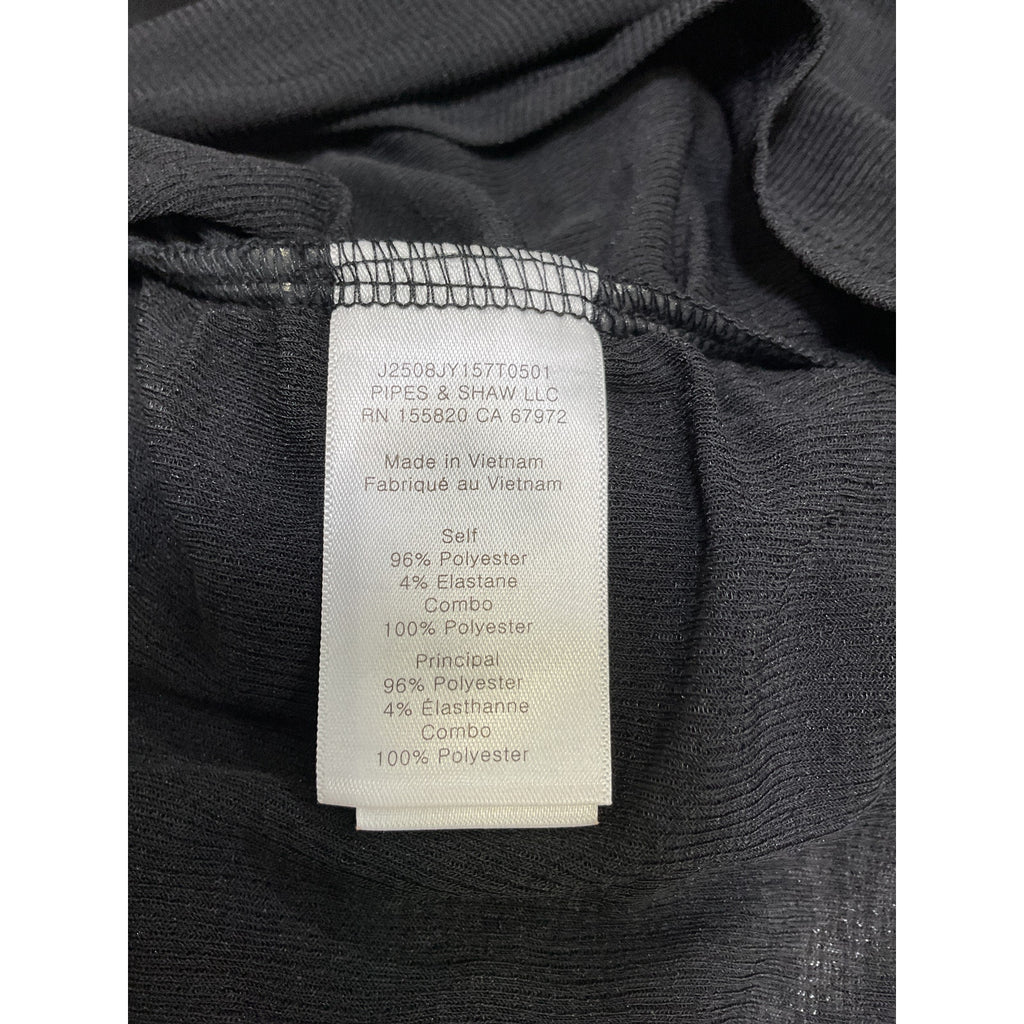 J2508JY157T0501
PIPES & SHAW LLC
RN 155820 CA 67972
Made in Vietnam
Fabriqué au Vietnam
Self
96% Polyester
4% Elastane
Combo
100% Polyester
Principal
96% Polyester
4% Élasthanne
Combo
100% Polyester